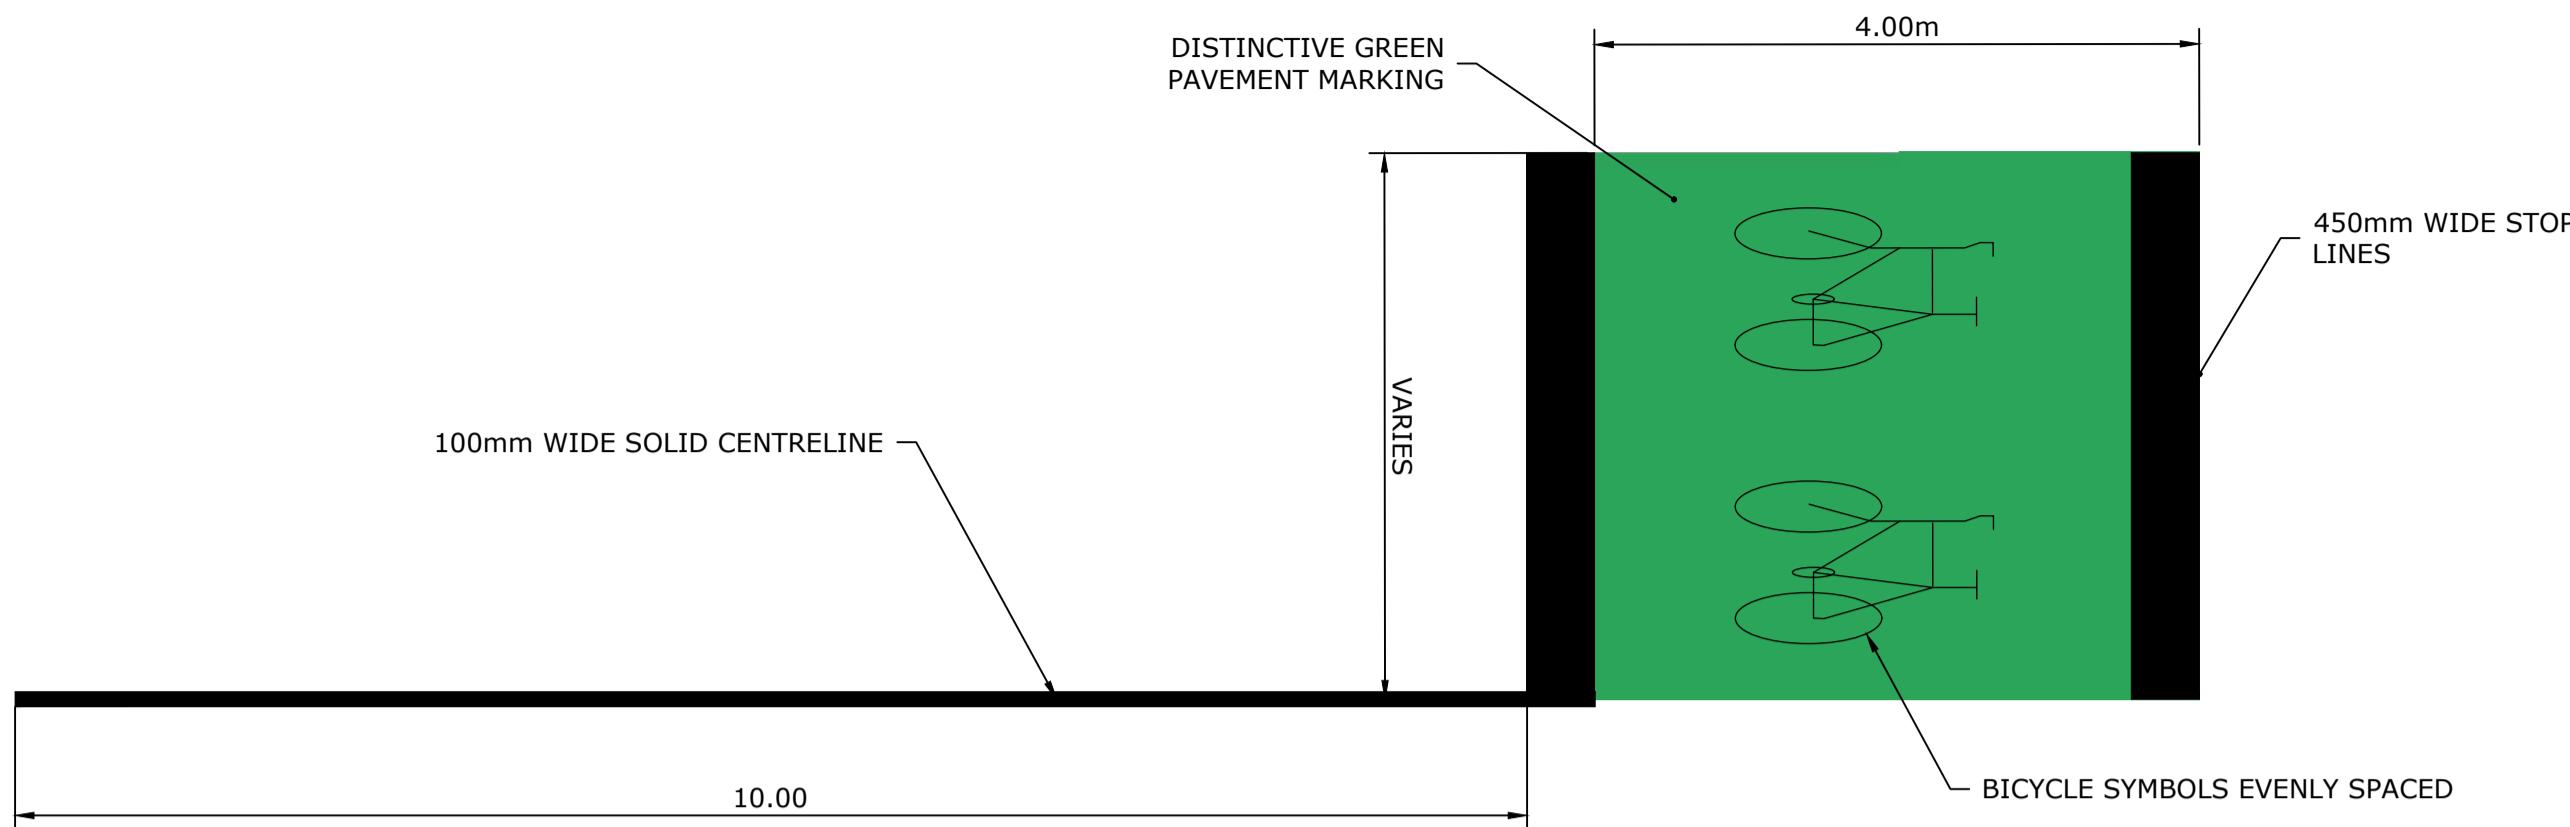 4.00m
DISTINCTIVE GREEN
PAVEMENT MARKING
450mm WIDE STOP
LINES
VARIES
100mm WIDE SOLID CENTRELINE
10.00
BICYCLE SYMBOLS EVENLY SPACED